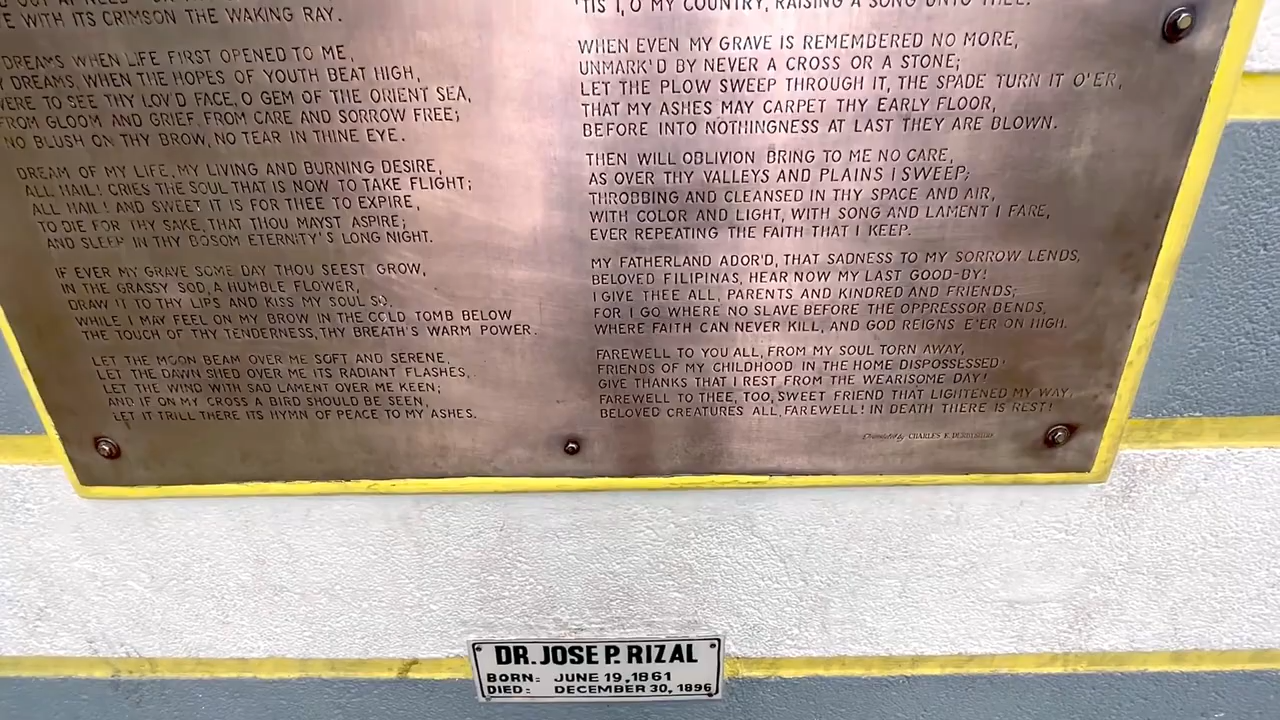 WITH ITS CRIMSON THE WAKING RAY.
DREAMS WHEN LIFE FIRST OPENED TO ME,
DREAMS, WHEN THE HOPES OF YOUTH BEAT HIGH,
WERE TO SEE THY LOV'D FACE, O GEM OF THE ORIENT SEA,
FROM GLOOM AND GRIEF, FROM CARE AND SORROW FREE;
NO BLUSH ON THY BROW, NO TEAR IN THINE EYE.
DREAM OF MY LIFE, MY LIVING AND BURNING DESIRE,
ALL HAIL! CRIES THE SOUL THAT IS NOW TO TAKE FLIGHT;
ALL HAIL! AND SWEET IT IS FOR THEE TO EXPIRE,
TO DIE FOR THY SAKE, THAT THOU MAYST ASPIRE;
AND SLEEP IN THY BOSOM ETERNITY'S LONG NIGHT.
IF EVER MY GRAVE SOME DAY THOU SEEST GROW,
IN THE GRASSY SOD, A HUMBLE FLOWER,
DRAW IT TO THY LIPS AND KISS MY SOUL SO,
WHILE I MAY FEEL ON MY BROW IN THE COLD TOMB BELOW
THE TOUCH OF THY TENDERNESS, THY BREATH'S WARM POWER.
LET THE MOON BEAM OVER ME SOFT AND SERENE,
LET THE DAWN SHED OVER ME ITS RADIANT FLASHES,
LET THE WIND WITH SAD LAMENT OVER ME KEEN;
AND IF ON MY CROSS A BIRD SHOULD BE SEEN,
LET IT TRILL THERE ITS HYMN OF PEACE TO MY ASHES.
'TIS I, O MY COUNTRY, RAISING A SONG UNTO THEE.
WHEN EVEN MY GRAVE IS REMEMBERED NO MORE,
UNMARK'D BY NEVER A CROSS OR A STONE;
LET THE PLOW SWEEP THROUGH IT, THE SPADE TURN IT O'ER,
THAT MY ASHES MAY CARPET THY EARLY FLOOR,
BEFORE INTO NOTHINGNESS AT LAST THEY ARE BLOWN.
THEN WILL OBLIVION BRING TO ME NO CARE,
AS OVER THY VALLEYS AND PLAINS I SWEEP;
THROBBING AND CLEANSED IN THY SPACE AND AIR,
WITH COLOR AND LIGHT, WITH SONG AND LAMENT I FARE,
EVER REPEATING THE FAITH THAT I KEEP.
MY FATHERLAND ADOR'D, THAT SADNESS TO MY SORROW LENDS,
BELOVED FILIPINAS, HEAR NOW MY LAST GOOD-BY!
I GIVE THEE ALL, PARENTS AND KINDRED AND FRIENDS;
FOR I GO WHERE NO SLAVE BEFORE THE OPPRESSOR BENDS,
WHERE FAITH CAN NEVER KILL, AND GOD REIGNS E'ER ON HIGH.
FAREWELL TO YOU ALL, FROM MY SOUL TORN AWAY,
FRIENDS OF MY CHILDHOOD IN THE HOME DISPOSSESSED!
GIVE THANKS THAT I REST FROM THE WEARISOME DAY!
FAREWELL TO THEE, TOO, SWEET FRIEND THAT LIGHTENED MY WAY,
BELOVED CREATURES ALL, FAREWELL! IN DEATH THERE IS REST!
Translated by CHARLES E. DERBYSHIRE
DR. JOSE P. RIZAL
BORN: JUNE 19, 1861
DIED: DECEMBER 30, 1896